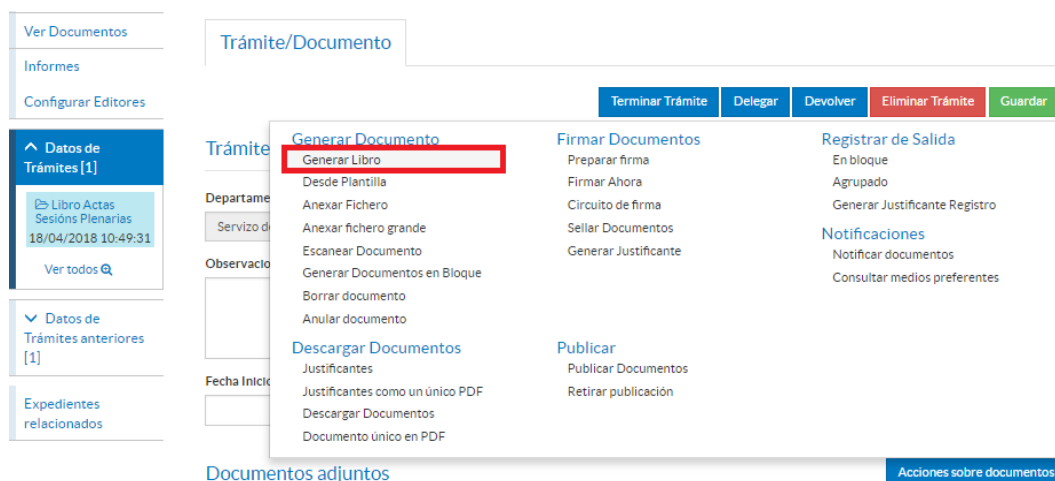 Ver Documentos
Informes
Configurar Editores
Datos de
Trámites [1]
Libro Actas
Sesións Plenarias
18/04/2018 10:49:31
Ver todos
Datos de
Trámites anteriores
[1]
Expedientes
relacionados
Trámite/Documento
Terminar Trámite Delegar Devolver Eliminar Trámite Guardar
Trámite
Departame
Servizo d
Observacio
Fecha Inicio
Generar Documento
Generar Libro
Desde Plantilla
Anexar Fichero
Anexar fichero grande
Escanear Documento
Generar Documentos en Bloque
Borrar documento
Anular documento
Descargar Documentos
Justificantes
Justificantes como un único PDF
Descargar Documentos
Documento único en PDF
Firmar Documentos
Preparar firma
Firmar Ahora
Circuito de firma
Sellar Documentos
Generar Justificante
Publicar
Publicar Documentos
Retirar publicación
Registrar de Salida
En bloque
Agrupado
Generar Justificante Registro
Notificaciones
Notificar documentos
Consultar medios preferentes
Documentos adjuntos
Acciones sobre documentos